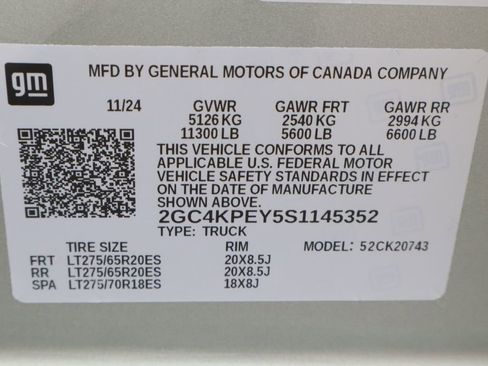 gm
MFD BY GENERAL MOTORS OF CANADA COMPANY
11/24 GVWR GAWR FRT GAWR RR
5126 KG 2540 KG 2994 KG
11300 LB 5600 LB 6600 LB
THIS VEHICLE CONFORMS TO ALL
APPLICABLE U.S. FEDERAL MOTOR
VEHICLE SAFETY STANDARDS IN EFFECT
ON THE DATE OF MANUFACTURE
SHOWN ABOVE.
2GC4KPEY5S1145352
TYPE: TRUCK MODEL: 52CK20743
TIRE SIZE RIM
FRT LT275/65R20ES 20X8.5J
RR LT275/65R20ES 20X8.5J
SPA LT275/70R18ES 18X8J